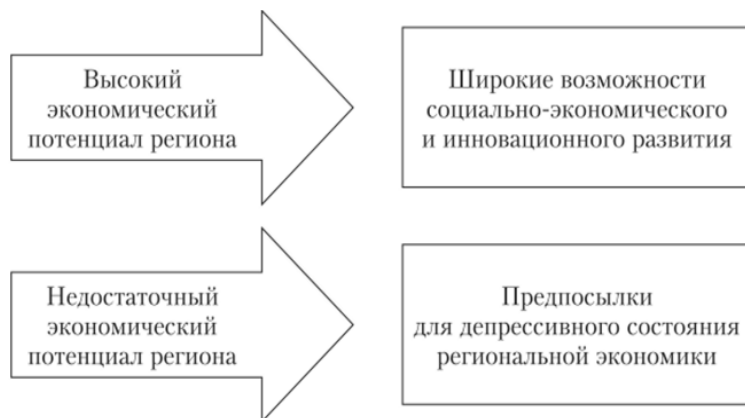 Высокий
экономический
потенциал региона
Широкие возможности
социально-экономического
и инновационного развития
Недостаточный
экономический
потенциал региона
Предпосылки
для депрессивного состояния
региональной экономики